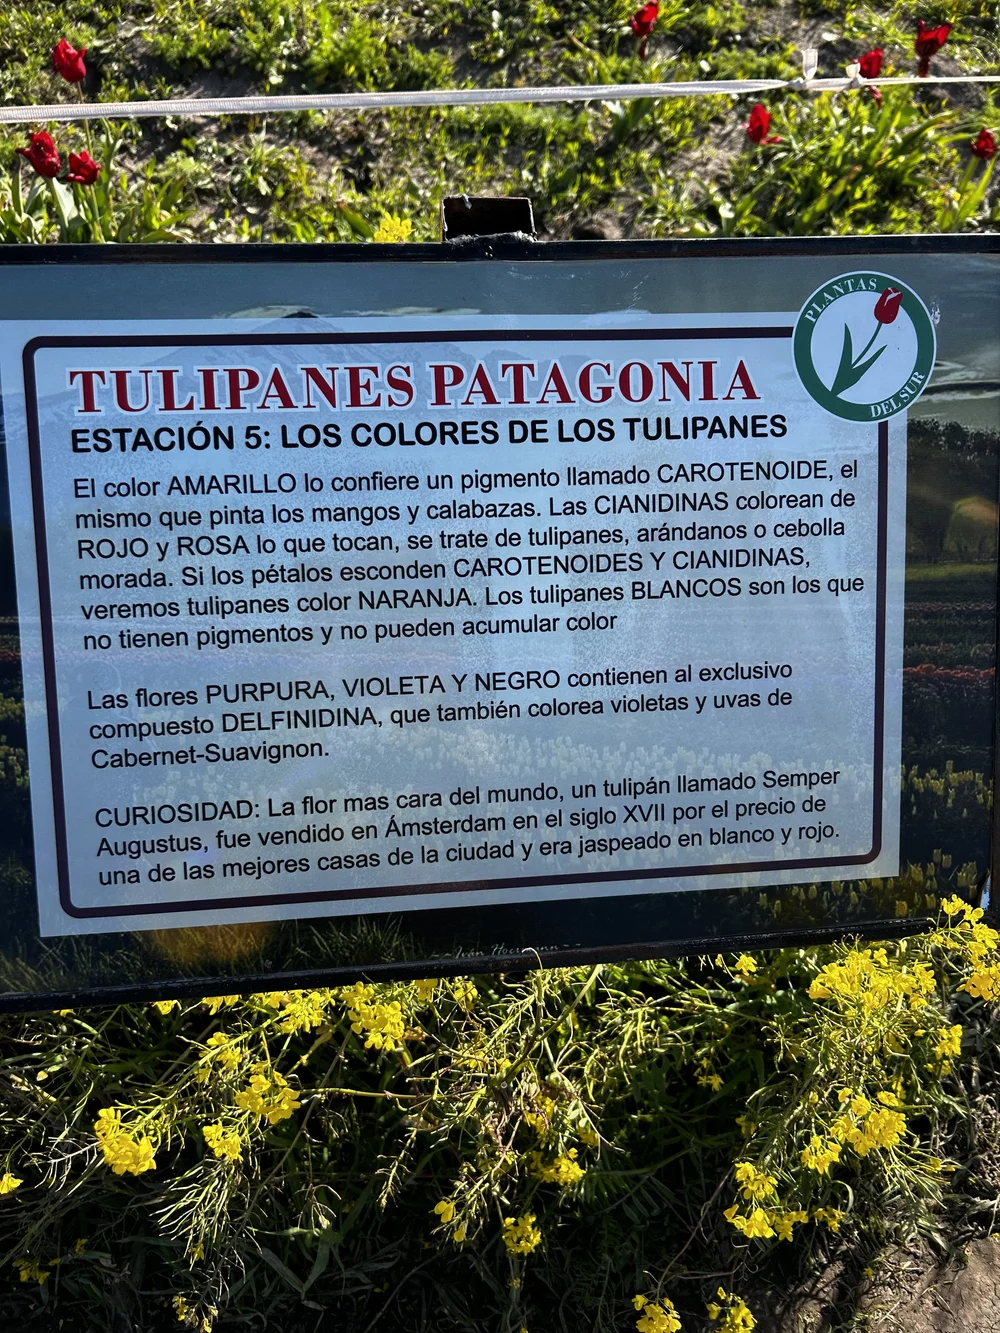 PLANTAS
DEL SUR
TULIPANES PATAGONIA
ESTACIÓN 5: LOS COLORES DE LOS TULIPANES
El color AMARILLO lo confiere un pigmento llamado CAROTENOIDE, el
mismo que pinta los mangos y calabazas. Las CIANIDINAS colorean de
ROJO y ROSA lo que tocan, se trate de tulipanes, arándanos o cebolla
morada. Si los pétalos esconden CAROTENOIDES Y CIANIDINAS,
veremos tulipanes color NARANJA. Los tulipanes BLANCOS son los que
no tienen pigmentos y no pueden acumular color
Las flores PURPURA, VIOLETA Y NEGRO contienen al exclusivo
compuesto DELFINIDINA, que también colorea violetas y uvas de
Cabernet-Suavignon.
CURIOSIDAD: La flor mas cara del mundo, un tulipán llamado Semper
Augustus, fue vendido en Ámsterdam en el siglo XVII por el precio de
una de las mejores casas de la ciudad y era jaspeado en blanco y rojo.
Iván